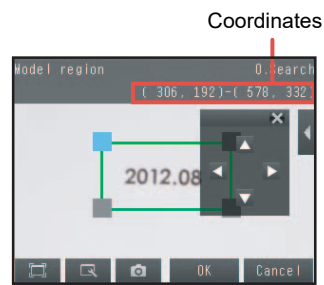 Coordinates
Model region 0.Search
( 306, 192)-( 578, 332)
2012.08
OK Cancel